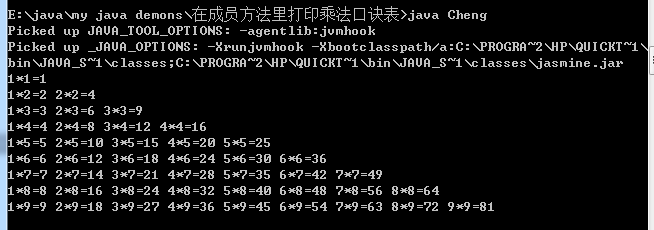 E:\java\my java demons\在成员方法里打印乘法口诀表>java Cheng
Picked up JAVA_TOOL_OPTIONS: -agentlib:jvmhook
Picked up _JAVA_OPTIONS: -Xrunjvmhook -Xbootclasspath/a:C:\PROGRA~2\HP\QUICKT~1\
bin\JAVA_S~1\classes;C:\PROGRA~2\HP\QUICKT~1\bin\JAVA_S~1\classes\jasmine.jar
1*1=1
1*2=2 2*2=4
1*3=3 2*3=6 3*3=9
1*4=4 2*4=8 3*4=12 4*4=16
1*5=5 2*5=10 3*5=15 4*5=20 5*5=25
1*6=6 2*6=12 3*6=18 4*6=24 5*6=30 6*6=36
1*7=7 2*7=14 3*7=21 4*7=28 5*7=35 6*7=42 7*7=49
1*8=8 2*8=16 3*8=24 4*8=32 5*8=40 6*8=48 7*8=56 8*8=64
1*9=9 2*9=18 3*9=27 4*9=36 5*9=45 6*9=54 7*9=63 8*9=72 9*9=81